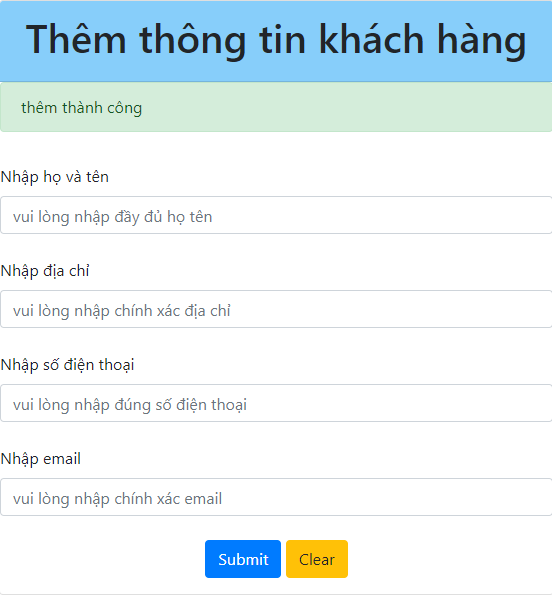 Thêm thông tin khách hàng
thêm thành công
Nhập họ và tên
vui lòng nhập đầy đủ họ tên
Nhập địa chỉ
vui lòng nhập chính xác địa chỉ
Nhập số điện thoại
vui lòng nhập đúng số điện thoại
Nhập email
vui lòng nhập chính xác email
Submit Clear